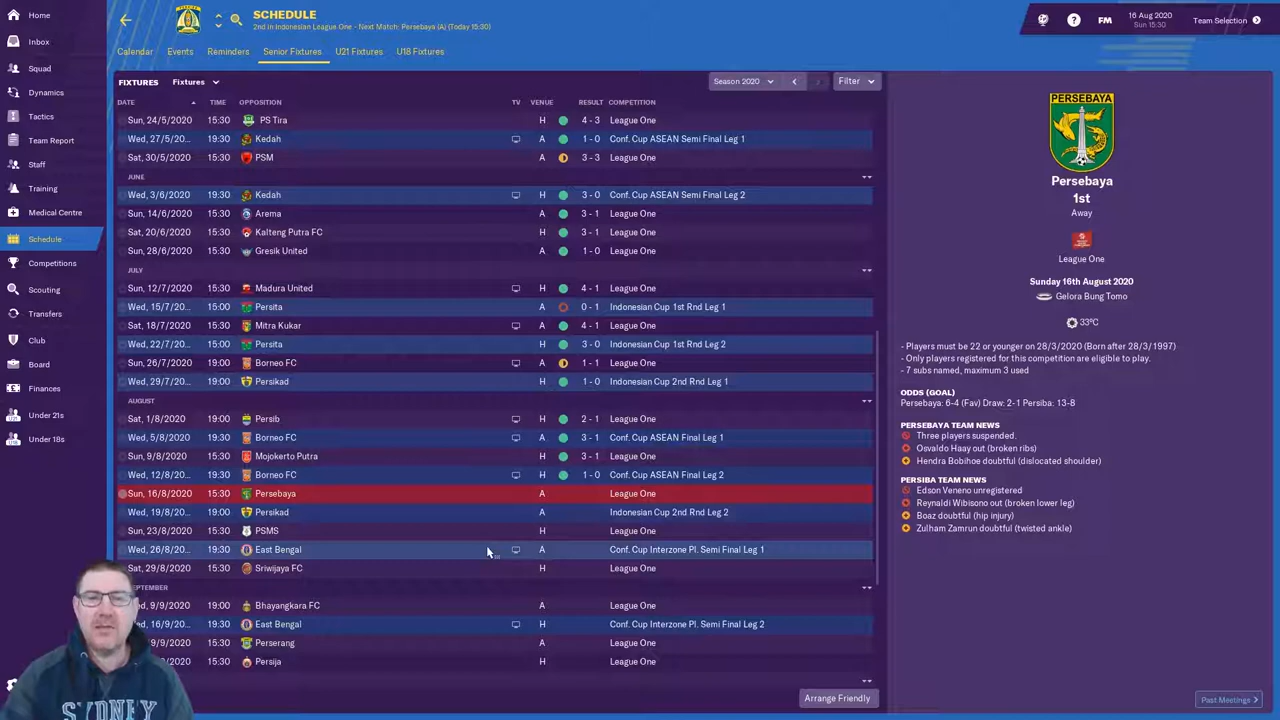 SCHEDULE
2nd in Indonesian League One - Next Match: Persebaya (A) (Today 15:30)
FM
16 Aug 2020
Sun 15:30
Team Selection
Home
Inbox
Squad
Dynamics
Tactics
Team Report
Staff
Training
Medical Centre
Schedule
Competitions
Scouting
Transfers
Club
Board
Finances
Under 21s
Under 18s
Calendar Events Reminders Senior Fixtures U21 Fixtures U18 Fixtures
FIXTURES Fixtures Season 2020 Filter
DATE TIME OPPOSITION TV VENUE RESULT COMPETITION
Sun, 24/5/2020 15:30 PS Tira H 4 - 3 League One
Wed, 27/5/20... 19:30 Kedah A 1 - 0 Conf. Cup ASEAN Semi Final Leg 1
Sat, 30/5/2020 15:30 PSM A 3 - 3 League One
JUNE
Wed, 3/6/2020 19:30 Kedah H 3 - 0 Conf. Cup ASEAN Semi Final Leg 2
Sun, 14/6/2020 15:30 Arema A 3 - 1 League One
Sat, 20/6/2020 15:30 Kalteng Putra FC H 3 - 1 League One
Sun, 28/6/2020 15:30 Gresik United A 1 - 0 League One
JULY
Sun, 12/7/2020 15:30 Madura United H 4 - 1 League One
Wed, 15/7/20... 15:00 Persita A 0 - 1 Indonesian Cup 1st Rnd Leg 1
Sat, 18/7/2020 15:30 Mitra Kukar A 4 - 1 League One
Wed, 22/7/20... 15:00 Persita H 3 - 0 Indonesian Cup 1st Rnd Leg 2
Sun, 26/7/2020 15:30 Borneo FC A 1 - 1 League One
Wed, 29/7/20... 19:00 Persikad H 1 - 0 Indonesian Cup 2nd Rnd Leg 1
AUGUST
Sat, 1/8/2020 19:00 Persib H 2 - 1 League One
Wed, 5/8/2020 19:30 Borneo FC A 3 - 1 Conf. Cup ASEAN Final Leg 1
Sun, 9/8/2020 15:30 Mojokerto Putra H 3 - 1 League One
Wed, 12/8/20... 19:30 Borneo FC H 1 - 0 Conf. Cup ASEAN Final Leg 2
Sun, 16/8/2020 15:30 Persebaya A League One
Wed, 19/8/20... 19:00 Persikad A Indonesian Cup 2nd Rnd Leg 2
Sun, 23/8/2020 15:30 PSMS H League One
Wed, 26/8/20... 19:30 East Bengal A Conf. Cup Interzone Pl. Semi Final Leg 1
Sat, 29/8/2020 15:30 Sriwijaya FC H League One
EPTEMBER
ed, 9/9/2020 19:00 Bhayangkara FC A League One
16/9/20... 19:30 East Bengal H Conf. Cup Interzone Pl. Semi Final Leg 2
9/9/2020 15:30 Perserang A League One
15:30 Persija H League One
Arrange Friendly
PERSEBAYA
Persebaya
1st
Away
League One
Sunday 16th August 2020
Gelora Bung Tomo
33°C
- Players must be 22 or younger on 28/3/2020 (Born after 28/3/1997)
- Only players registered for this competition are eligible to play.
- 7 subs named, maximum 3 used
ODDS (GOAL)
Persebaya: 6-4 (Fav) Draw: 2-1 Persiba: 13-8
PERSEBAYA TEAM NEWS
Three players suspended.
Osvaldo Haay out (broken ribs)
Hendra Bobihoe doubtful (dislocated shoulder)
PERSIBA TEAM NEWS
Edson Veneno unregistered
Reynaldi Wibisono out (broken lower leg)
Boaz doubtful (hip injury)
Zulham Zamrun doubtful (twisted ankle)
Past Meetings
SYDNEY